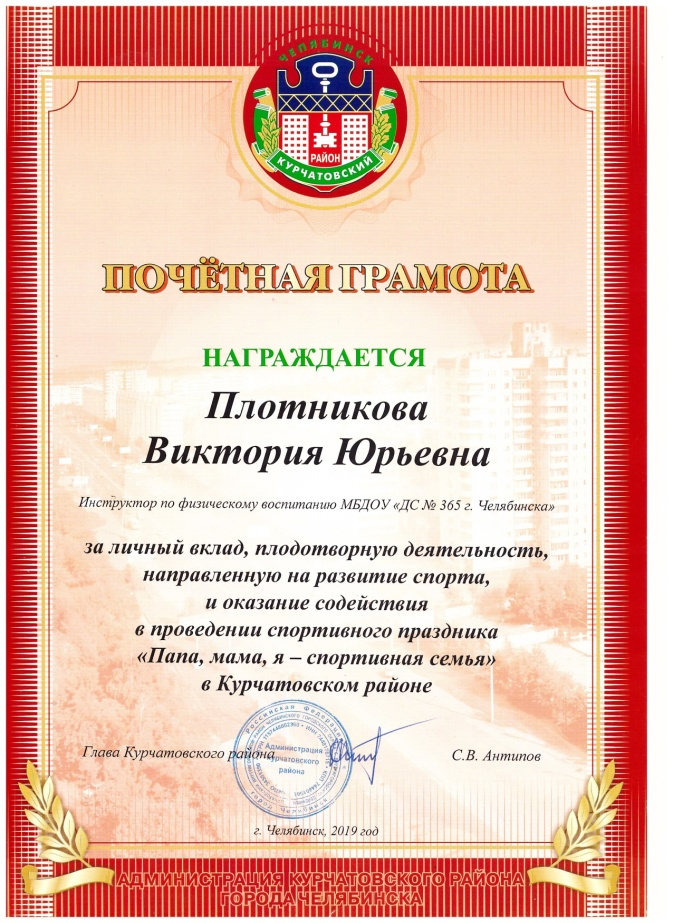 ЧЕЛЯБИНСК
РАЙОН
КУРЧАТОВСКИЙ
ПОЧЁТНАЯ ГРАМОТА
НАГРАЖДАЕТСЯ
Плотникова
Виктория Юрьевна
Инструктор по физическому воспитанию МБДОУ «ДС № 365 г. Челябинска»
за личный вклад, плодотворную деятельность,
направленную на развитие спорта,
и оказание содействия
в проведении спортивного праздника
«Папа, мама, я – спортивная семья»
в Курчатовском районе
Российская Федерация
Администрация
Курчатовского
района
Глава Курчатовского района
С.В. Антипов
г. Челябинск, 2019 год
АДМИНИСТРАЦИЯ КУРЧАТОВСКОГО РАЙОНА
ГОРОДА ЧЕЛЯБИНСКА